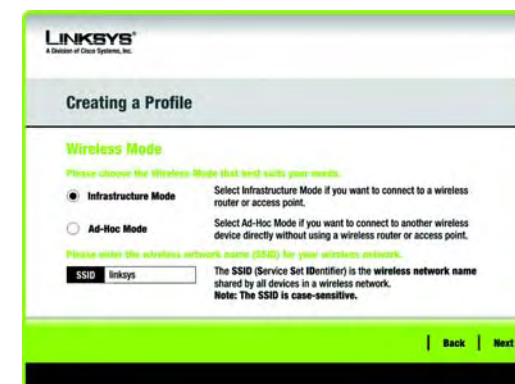 LINKSYS®
A Division of Cisco Systems, Inc.
Creating a Profile
Wireless Mode
Please choose the Wireless Mode that best suits your needs.
Infrastructure Mode
Select Infrastructure Mode if you want to connect to a wireless
router or access point.
Ad-Hoc Mode
Select Ad-Hoc Mode if you want to connect to another wireless
device directly without using a wireless router or access point.
Please enter the wireless network name (SSID) for your wireless network.
SSID linksys
The SSID (Service Set IDentifier) is the wireless network name
shared by all devices in a wireless network.
Note: The SSID is case-sensitive.
Back Next